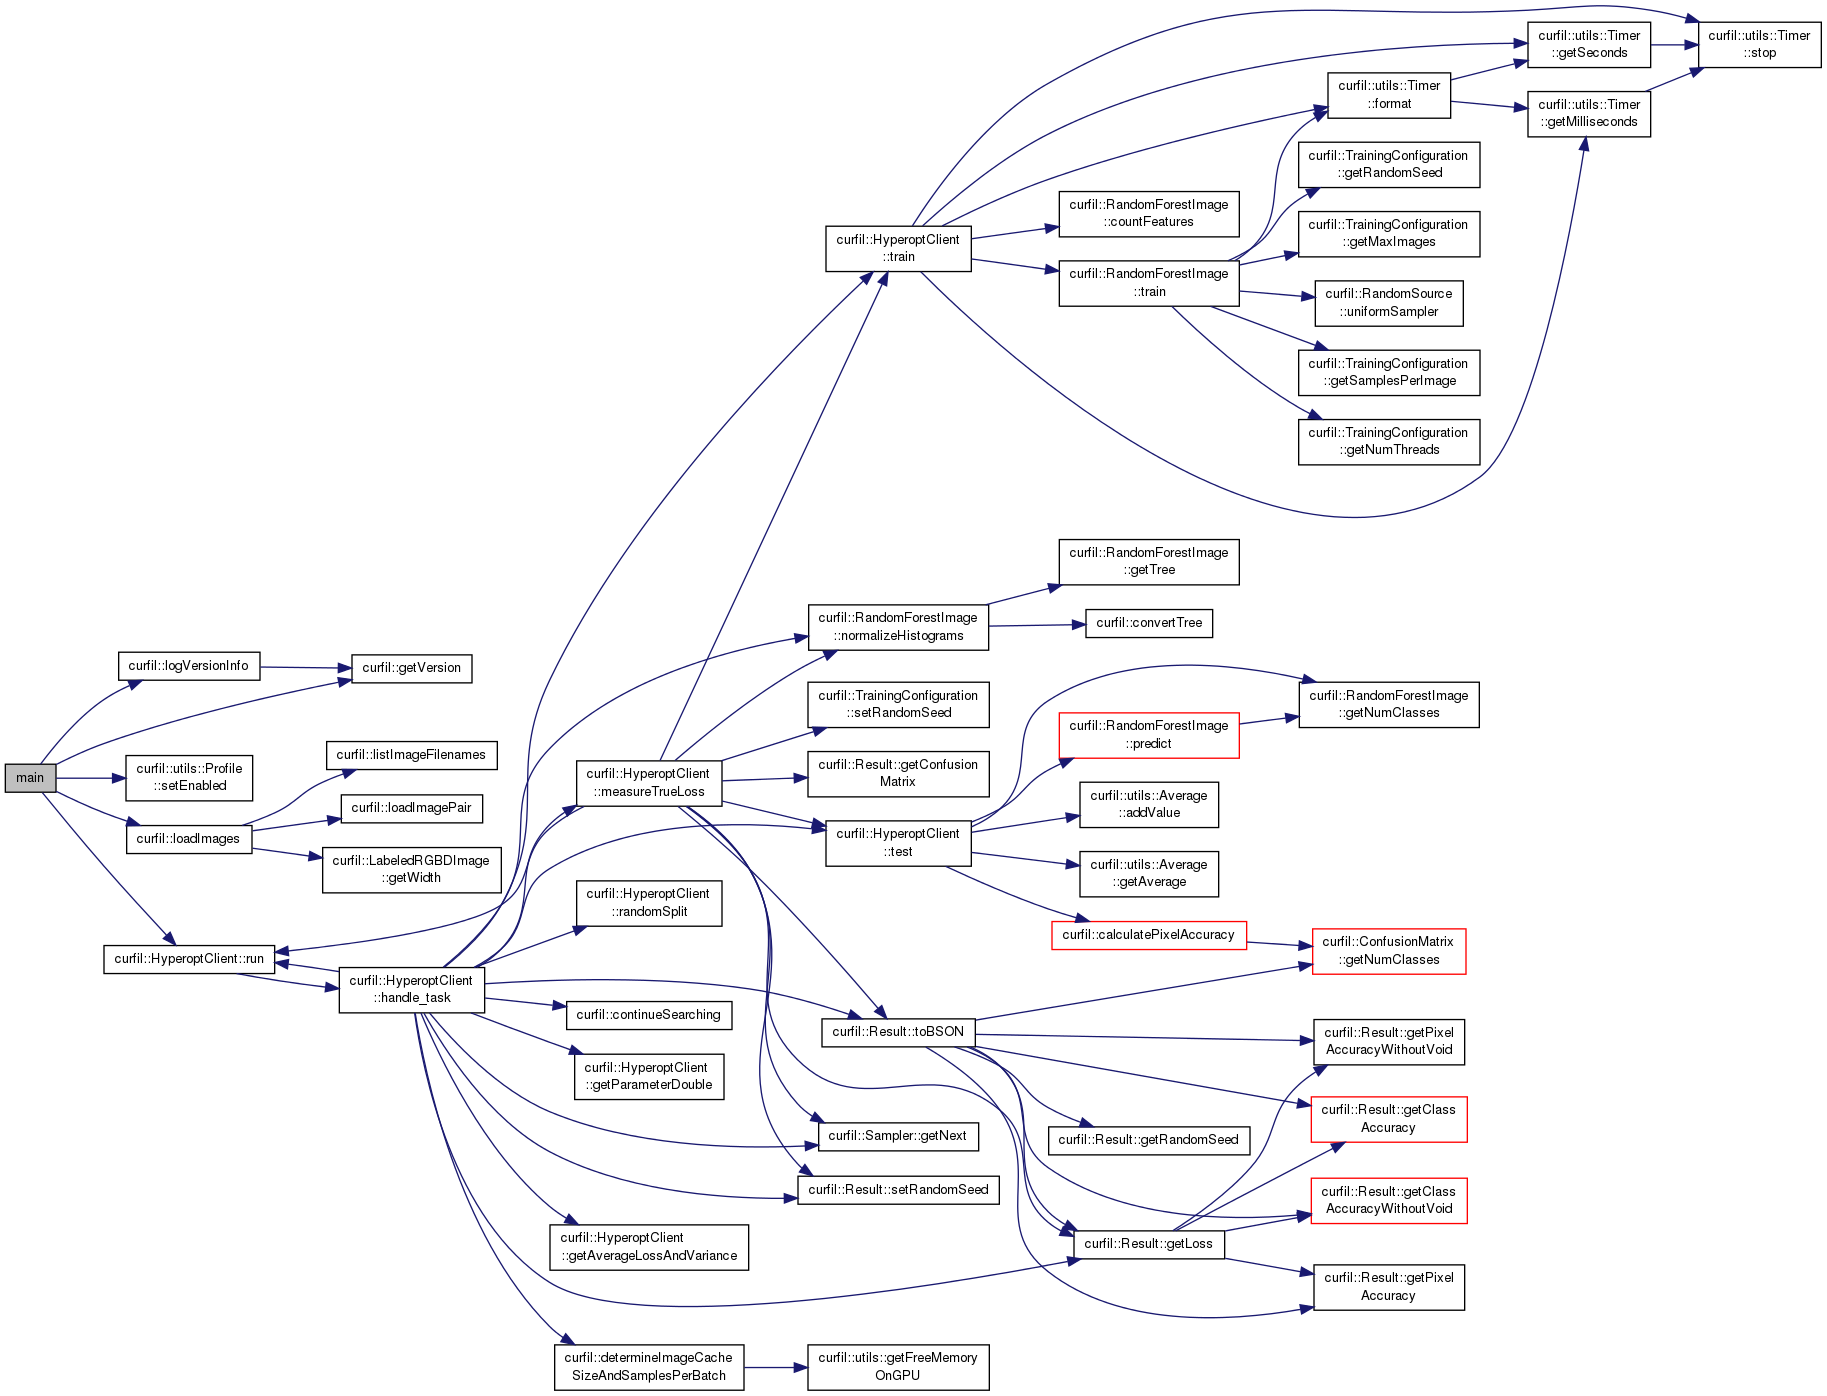 main
curfil::logVersionInfo
curfil::getVersion
curfil::utils::Profile
::setEnabled
curfil::loadImages
curfil::listImageFilenames
curfil::loadImagePair
curfil::LabeledRGBDImage
::getWidth
curfil::HyperoptClient::run
curfil::HyperoptClient
::handle_task
curfil::HyperoptClient
::measureTrueLoss
curfil::HyperoptClient
::randomSplit
curfil::continueSearching
curfil::HyperoptClient
::getParameterDouble
curfil::HyperoptClient
::getAverageLossAndVariance
curfil::determineImageCache
SizeAndSamplesPerBatch
curfil::utils::getFreeMemory
OnGPU
curfil::HyperoptClient
::train
curfil::RandomForestImage
::normalizeHistograms
curfil::TrainingConfiguration
::setRandomSeed
curfil::Result::getConfusion
Matrix
curfil::HyperoptClient
::test
curfil::Result::toBSON
curfil::Sampler::getNext
curfil::Result::setRandomSeed
curfil::RandomForestImage
::countFeatures
curfil::RandomForestImage
::train
curfil::RandomForestImage
::getTree
curfil::convertTree
curfil::RandomForestImage
::predict
curfil::utils::Average
::addValue
curfil::utils::Average
::getAverage
curfil::calculatePixelAccuracy
curfil::Result::getRandomSeed
curfil::Result::getLoss
curfil::utils::Timer
::format
curfil::TrainingConfiguration
::getRandomSeed
curfil::TrainingConfiguration
::getMaxImages
curfil::RandomSource
::uniformSampler
curfil::TrainingConfiguration
::getSamplesPerImage
curfil::TrainingConfiguration
::getNumThreads
curfil::RandomForestImage
::getNumClasses
curfil::ConfusionMatrix
::getNumClasses
curfil::Result::getPixel
AccuracyWithoutVoid
curfil::Result::getClass
Accuracy
curfil::Result::getClass
AccuracyWithoutVoid
curfil::Result::getPixel
Accuracy
curfil::utils::Timer
::getSeconds
curfil::utils::Timer
::getMilliseconds
curfil::utils::Timer
::stop